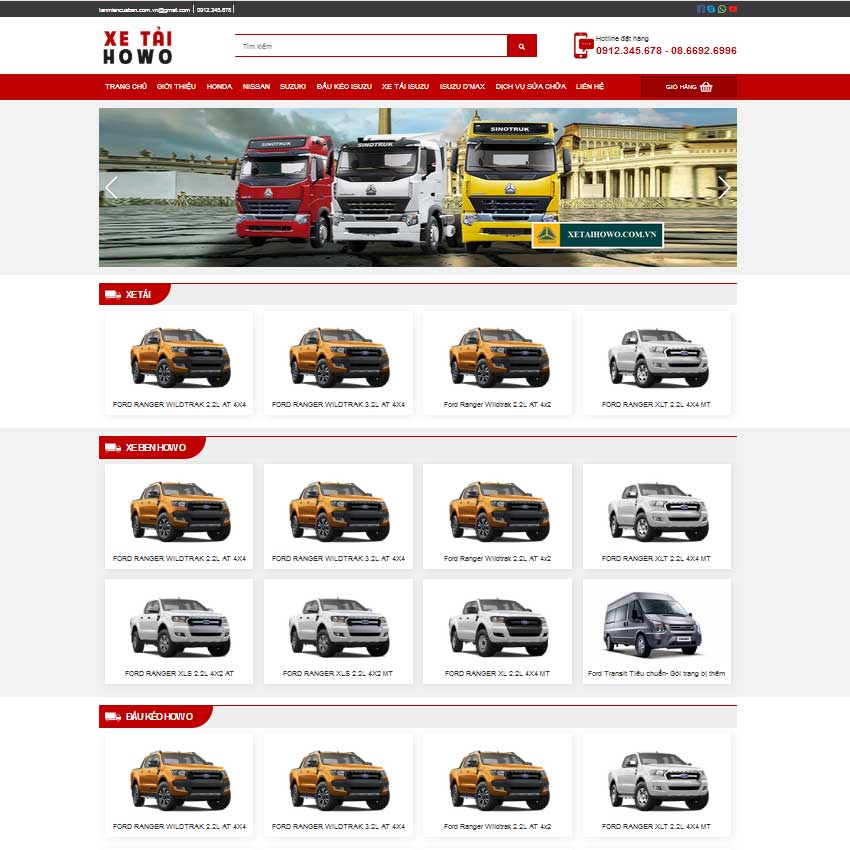 tenmiencuaban.com.vn@gmail.com | 0912.345.678 |
XE TẢI
HOWO
Tìm kiếm
Hotline đặt hàng
0912.345.678 - 08.6692.6996
TRANG CHỦ GIỚI THIỆU HONDA NISSAN SUZUKI ĐẦU KÉO ISUZU XE TẢI ISUZU ISUZU D'MAX DỊCH VỤ SỬA CHỮA LIÊN HỆ GIỎ HÀNG
SINOTRUK SINOTRUK SINOTRUK
XETAIHOWO.COM.VN
XE TẢI
FORD RANGER WILDTRAK 2.2L AT 4X4 FORD RANGER WILDTRAK 3.2L AT 4X4 Ford Ranger Wildtrak 2.2L AT 4x2 FORD RANGER XLT 2.2L 4X4 MT
XE BEN HOWO
FORD RANGER WILDTRAK 2.2L AT 4X4 FORD RANGER WILDTRAK 3.2L AT 4X4 Ford Ranger Wildtrak 2.2L AT 4x2 FORD RANGER XLT 2.2L 4X4 MT
FORD RANGER XLS 2.2L 4X2 AT FORD RANGER XLS 2.2L 4X2 MT FORD RANGER XL 2.2L 4X4 MT Ford Transit Tiêu chuẩn- Gói trang bị thêm
ĐẦU KÉO HOWO
FORD RANGER WILDTRAK 2.2L AT 4X4 FORD RANGER WILDTRAK 3.2L AT 4X4 Ford Ranger Wildtrak 2.2L AT 4x2 FORD RANGER XLT 2.2L 4X4 MT